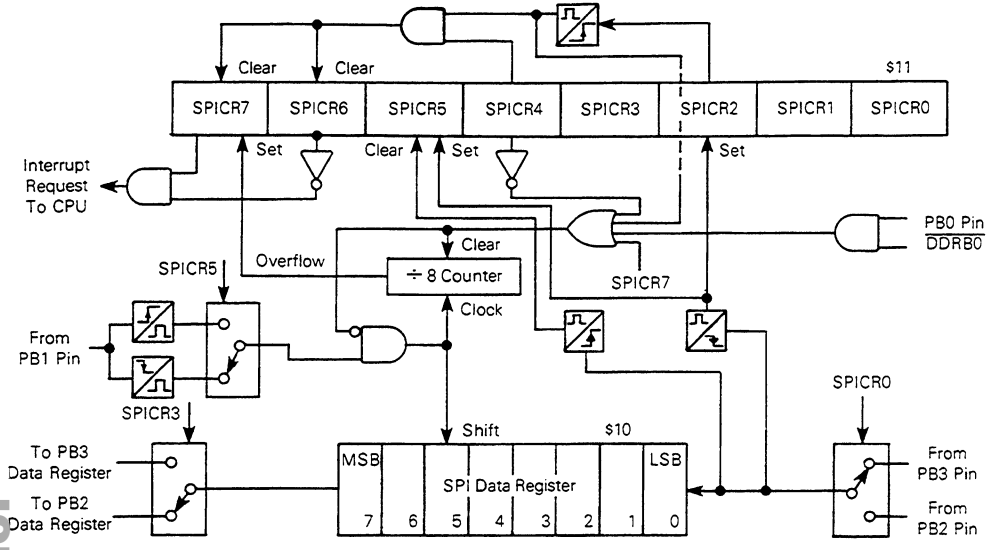 Clear
Clear
$11
SPICR7 SPICR6 SPICR5 SPICR4 SPICR3 SPICR2 SPICR1 SPICR0
Set
Clear
Set
Set
Interrupt
Request
To CPU
PB0 Pin
DDRB0
Clear
Overflow
SPICR7
SPICR5
÷ 8 Counter
Clock
From
PB1 Pin
SPICR3
SPICR0
Shift
$10
To PB3
Data Register
MSB
LSB
From
PB3 Pin
SPI Data Register
To PB2
Data Register
7 6 5 4 3 2 1 0
From
PB2 Pin
5